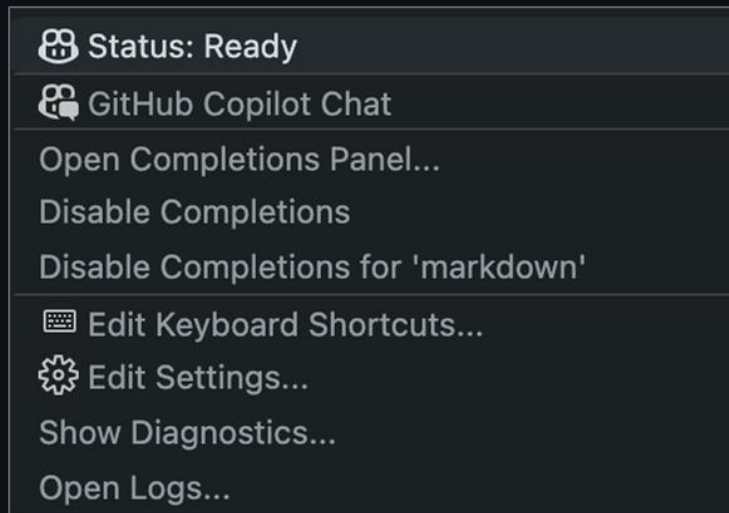 Status: Ready
GitHub Copilot Chat
Open Completions Panel...
Disable Completions
Disable Completions for 'markdown'
Edit Keyboard Shortcuts...
Edit Settings...
Show Diagnostics...
Open Logs...